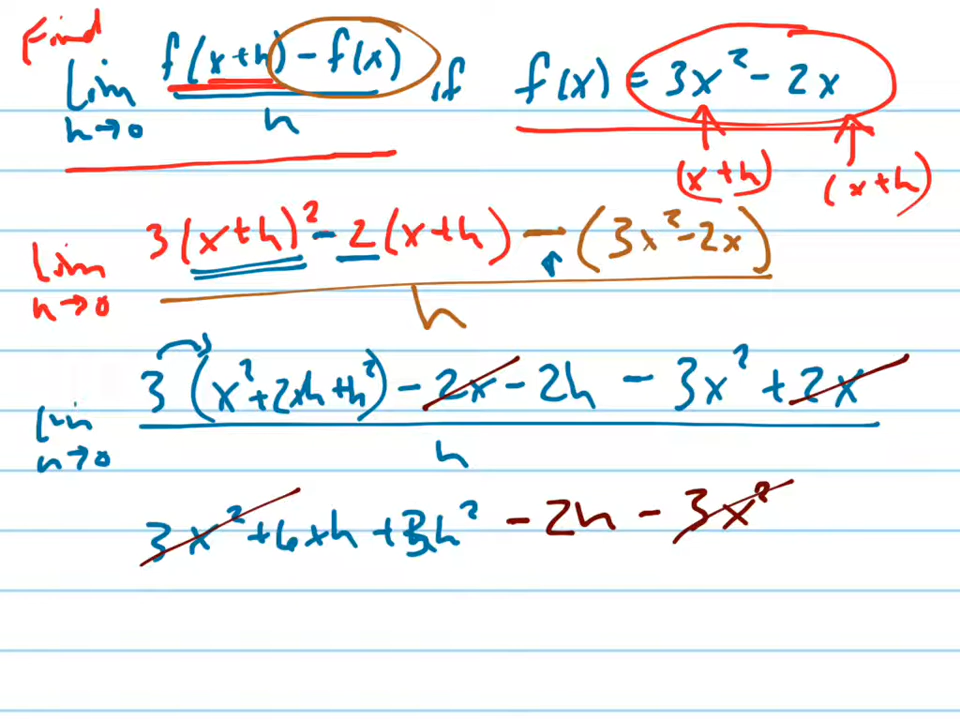 Find
lim h→0 f(x+h) - f(x) / h if f(x) = 3x² - 2x
(x+h) (x+h)
lim h→0 3(x+h)² - 2(x+h) - (3x² - 2x) / h
lim h→0 3(x² + 2xh + h²) - 2x - 2h - 3x² + 2x / h
3x² + 6xh + 3h² - 2h - 3x²